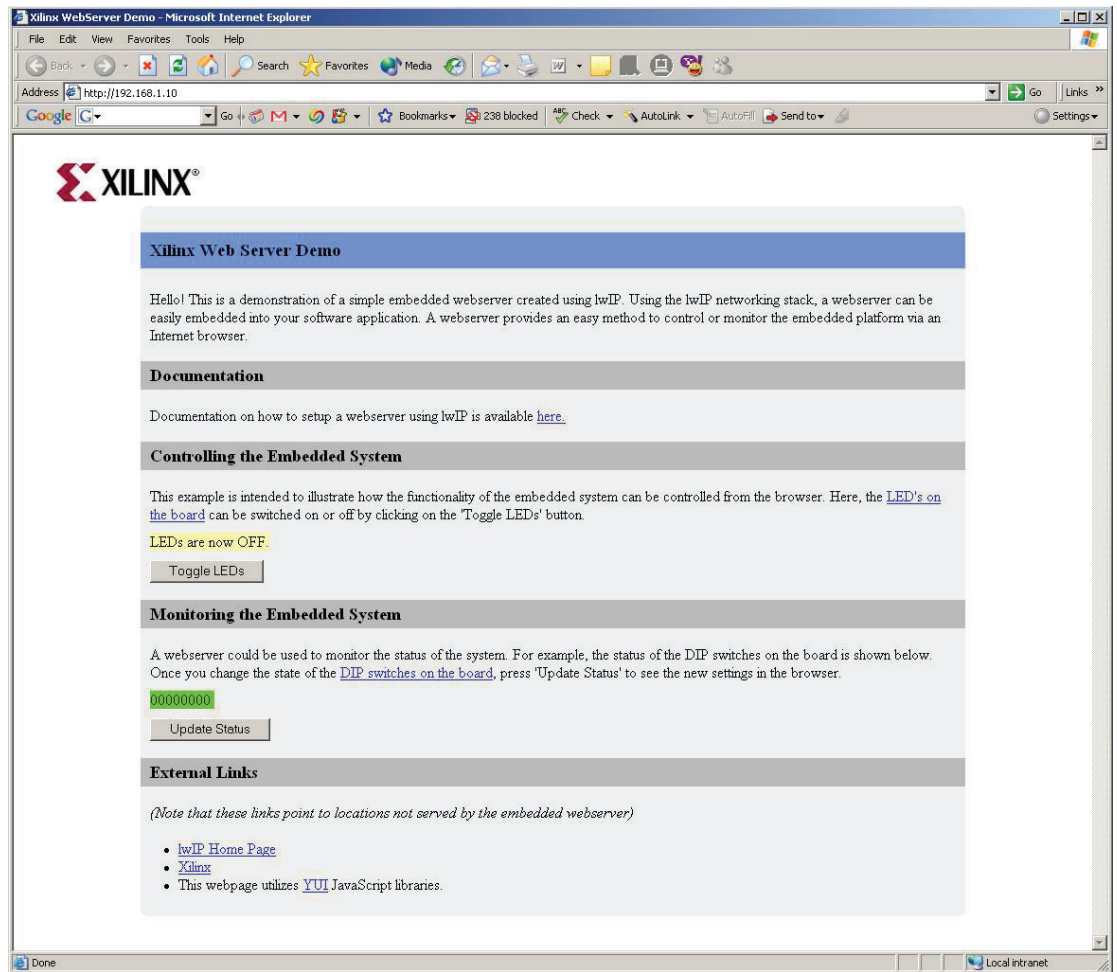 Xilinx WebServer Demo - Microsoft Internet Explorer
File Edit View Favorites Tools Help
Back Search Favorites Media
Address http://192.168.1.10 Go Links »
Google G Go Bookmarks 238 blocked ABC Check AutoLink AutoFill Send to Settings
XILINX®
Xilinx Web Server Demo
Hello! This is a demonstration of a simple embedded webserver created using lwIP. Using the lwIP networking stack, a webserver can be
easily embedded into your software application. A webserver provides an easy method to control or monitor the embedded platform via an
Internet browser.
Documentation
Documentation on how to setup a webserver using lwIP is available here.
Controlling the Embedded System
This example is intended to illustrate how the functionality of the embedded system can be controlled from the browser. Here, the LED's on
the board can be switched on or off by clicking on the 'Toggle LEDs' button.
LEDs are now OFF.
Toggle LEDs
Monitoring the Embedded System
A webserver could be used to monitor the status of the system. For example, the status of the DIP switches on the board is shown below.
Once you change the state of the DIP switches on the board, press 'Update Status' to see the new settings in the browser.
00000000
Update Status
External Links
(Note that these links point to locations not served by the embedded webserver)
• lwIP Home Page
• Xilinx
• This webpage utilizes YUI JavaScript libraries.
Done Local intranet